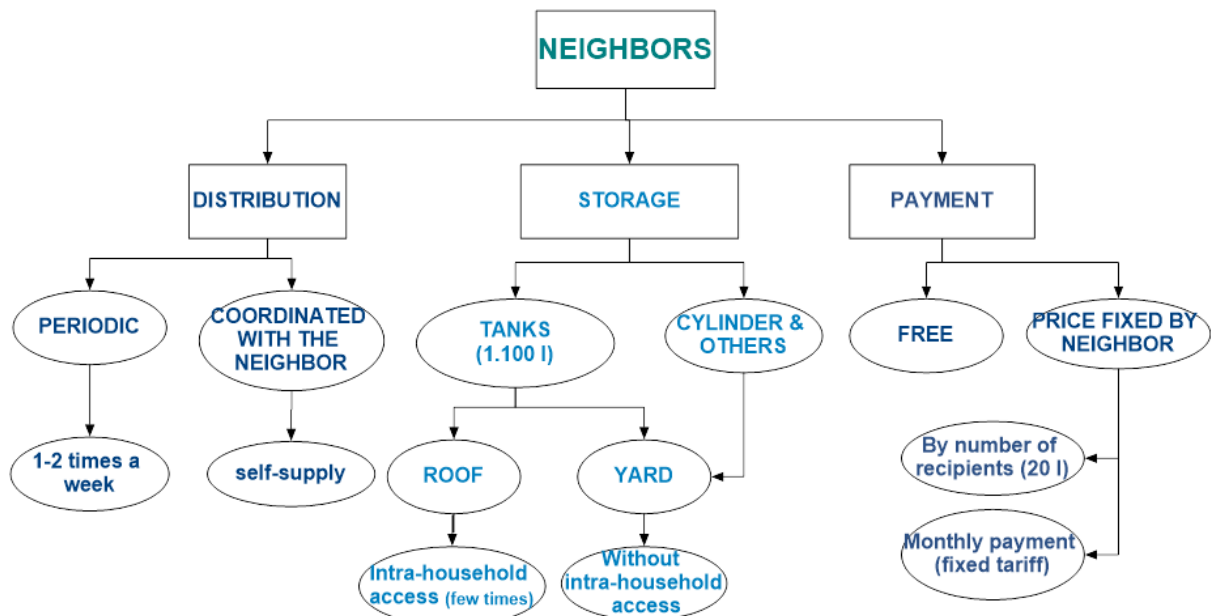 NEIGHBORS
DISTRIBUTION
STORAGE
PAYMENT
PERIODIC
COORDINATED
WITH THE
NEIGHBOR
TANKS
(1.100 l)
CYLINDER &
OTHERS
FREE
PRICE FIXED BY
NEIGHBOR
1-2 times a
week
self-supply
ROOF
YARD
By number of
recipients (20 l)
Intra-household
access (few times)
Without
intra-household
access
Monthly payment
(fixed tariff)